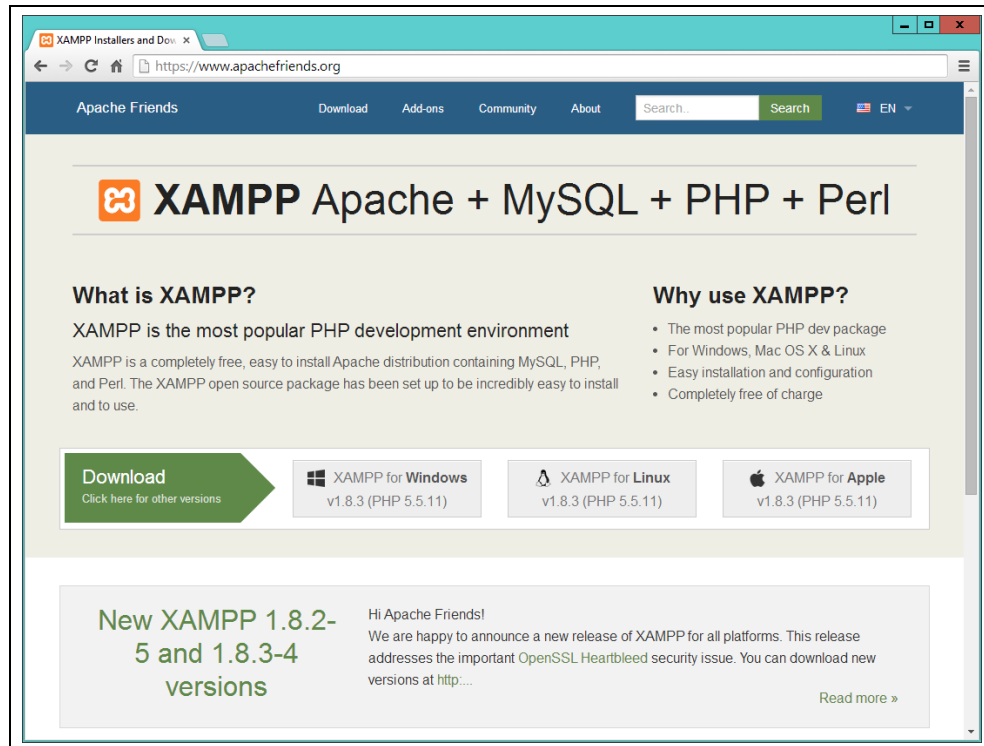 XAMPP Installers and Dov
https://www.apachefriends.org
Apache Friends
Download
Add-ons
Community
About
Search..
Search
EN
XAMPP Apache + MySQL + PHP + Perl
What is XAMPP?
XAMPP is the most popular PHP development environment
XAMPP is a completely free, easy to install Apache distribution containing MySQL, PHP,
and Perl. The XAMPP open source package has been set up to be incredibly easy to install
and to use.
Why use XAMPP?
• The most popular PHP dev package
• For Windows, Mac OS X & Linux
• Easy installation and configuration
• Completely free of charge
Download
Click here for other versions
XAMPP for Windows
v1.8.3 (PHP 5.5.11)
XAMPP for Linux
v1.8.3 (PHP 5.5.11)
XAMPP for Apple
v1.8.3 (PHP 5.5.11)
New XAMPP 1.8.2-
5 and 1.8.3-4
versions
Hi Apache Friends!
We are happy to announce a new release of XAMPP for all platforms. This release
addresses the important OpenSSL Heartbleed security issue. You can download new
versions at http:...
Read more »